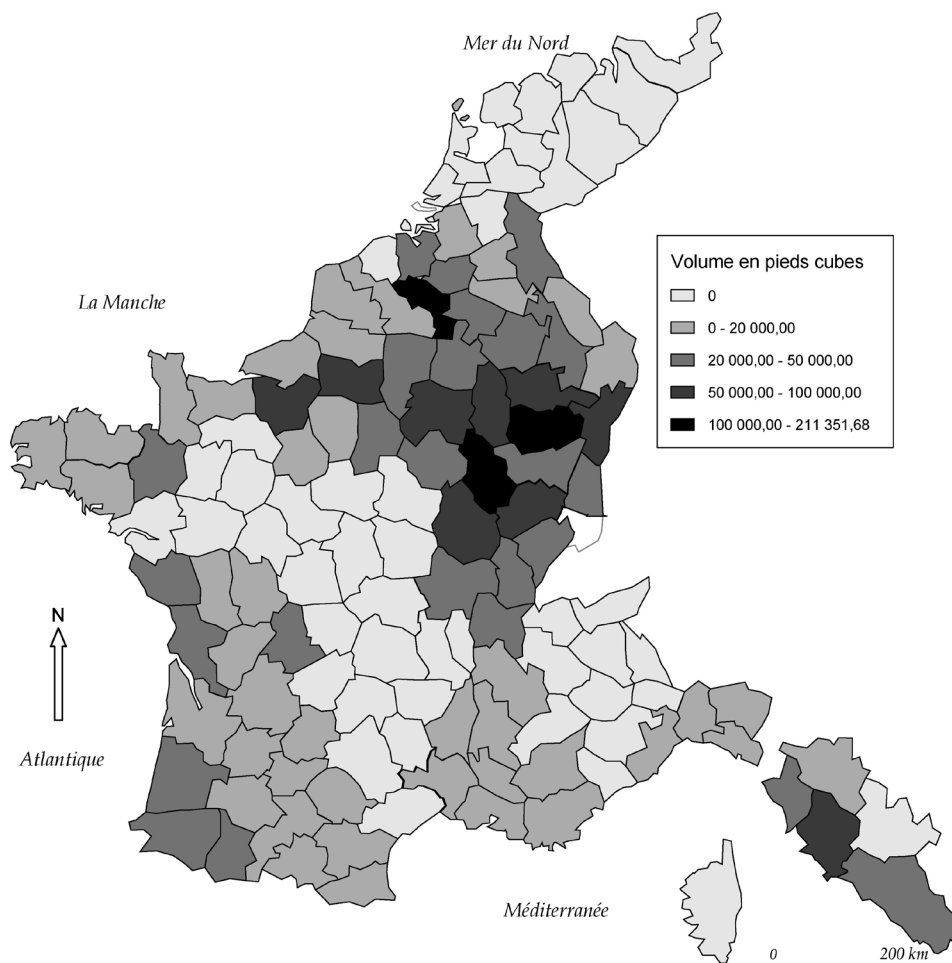 Mer du Nord
La Manche
Volume en pieds cubes
0
0 - 20 000,00
20 000,00 - 50 000,00
50 000,00 - 100 000,00
100 000,00 - 211 351,68
N
Atlantique
Méditerranée
0 200 km